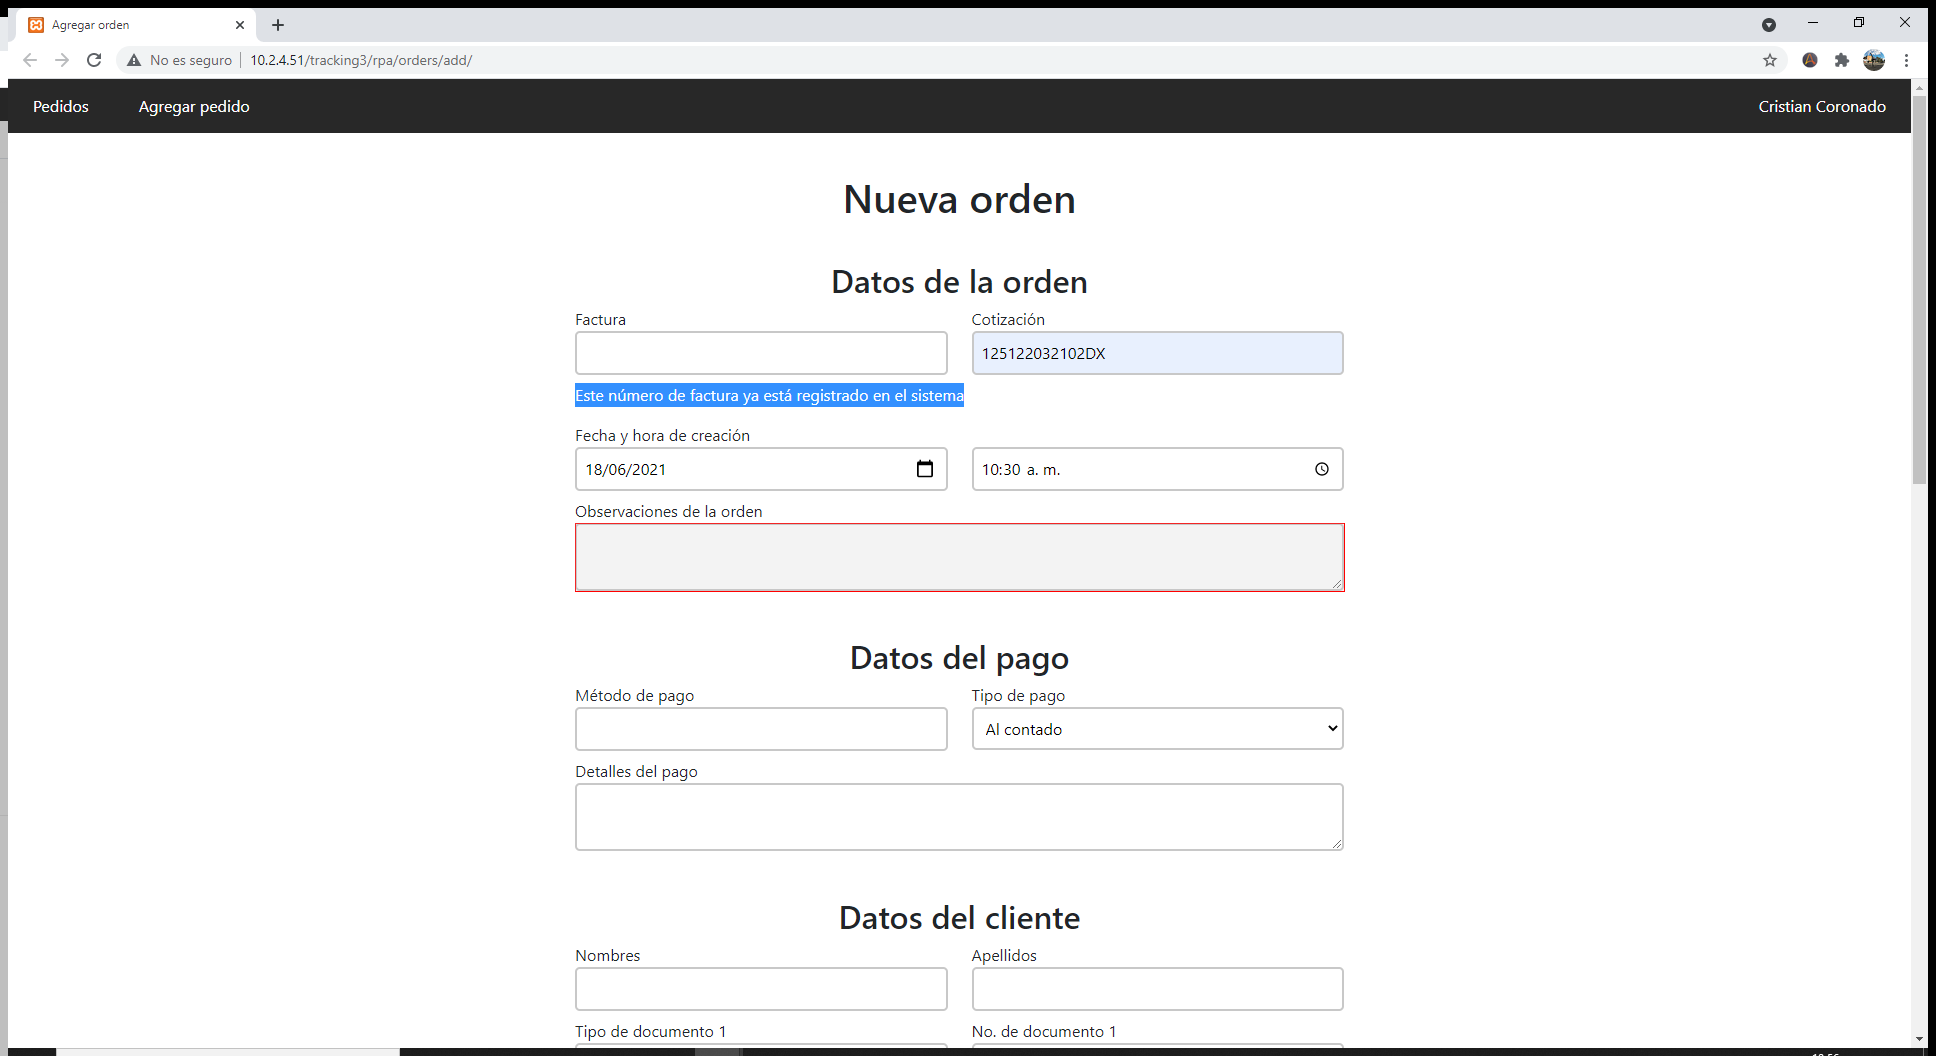 Agregar orden
No es seguro 10.2.4.51/tracking3/rpa/orders/add/
Pedidos Agregar pedido Cristian Coronado
Nueva orden
Datos de la orden
Factura Cotización
125122032102DX
Este número de factura ya está registrado en el sistema
Fecha y hora de creación
18/06/2021 10:30 a. m.
Observaciones de la orden
Datos del pago
Método de pago Tipo de pago
Al contado
Detalles del pago
Datos del cliente
Nombres Apellidos
Tipo de documento 1 No. de documento 1